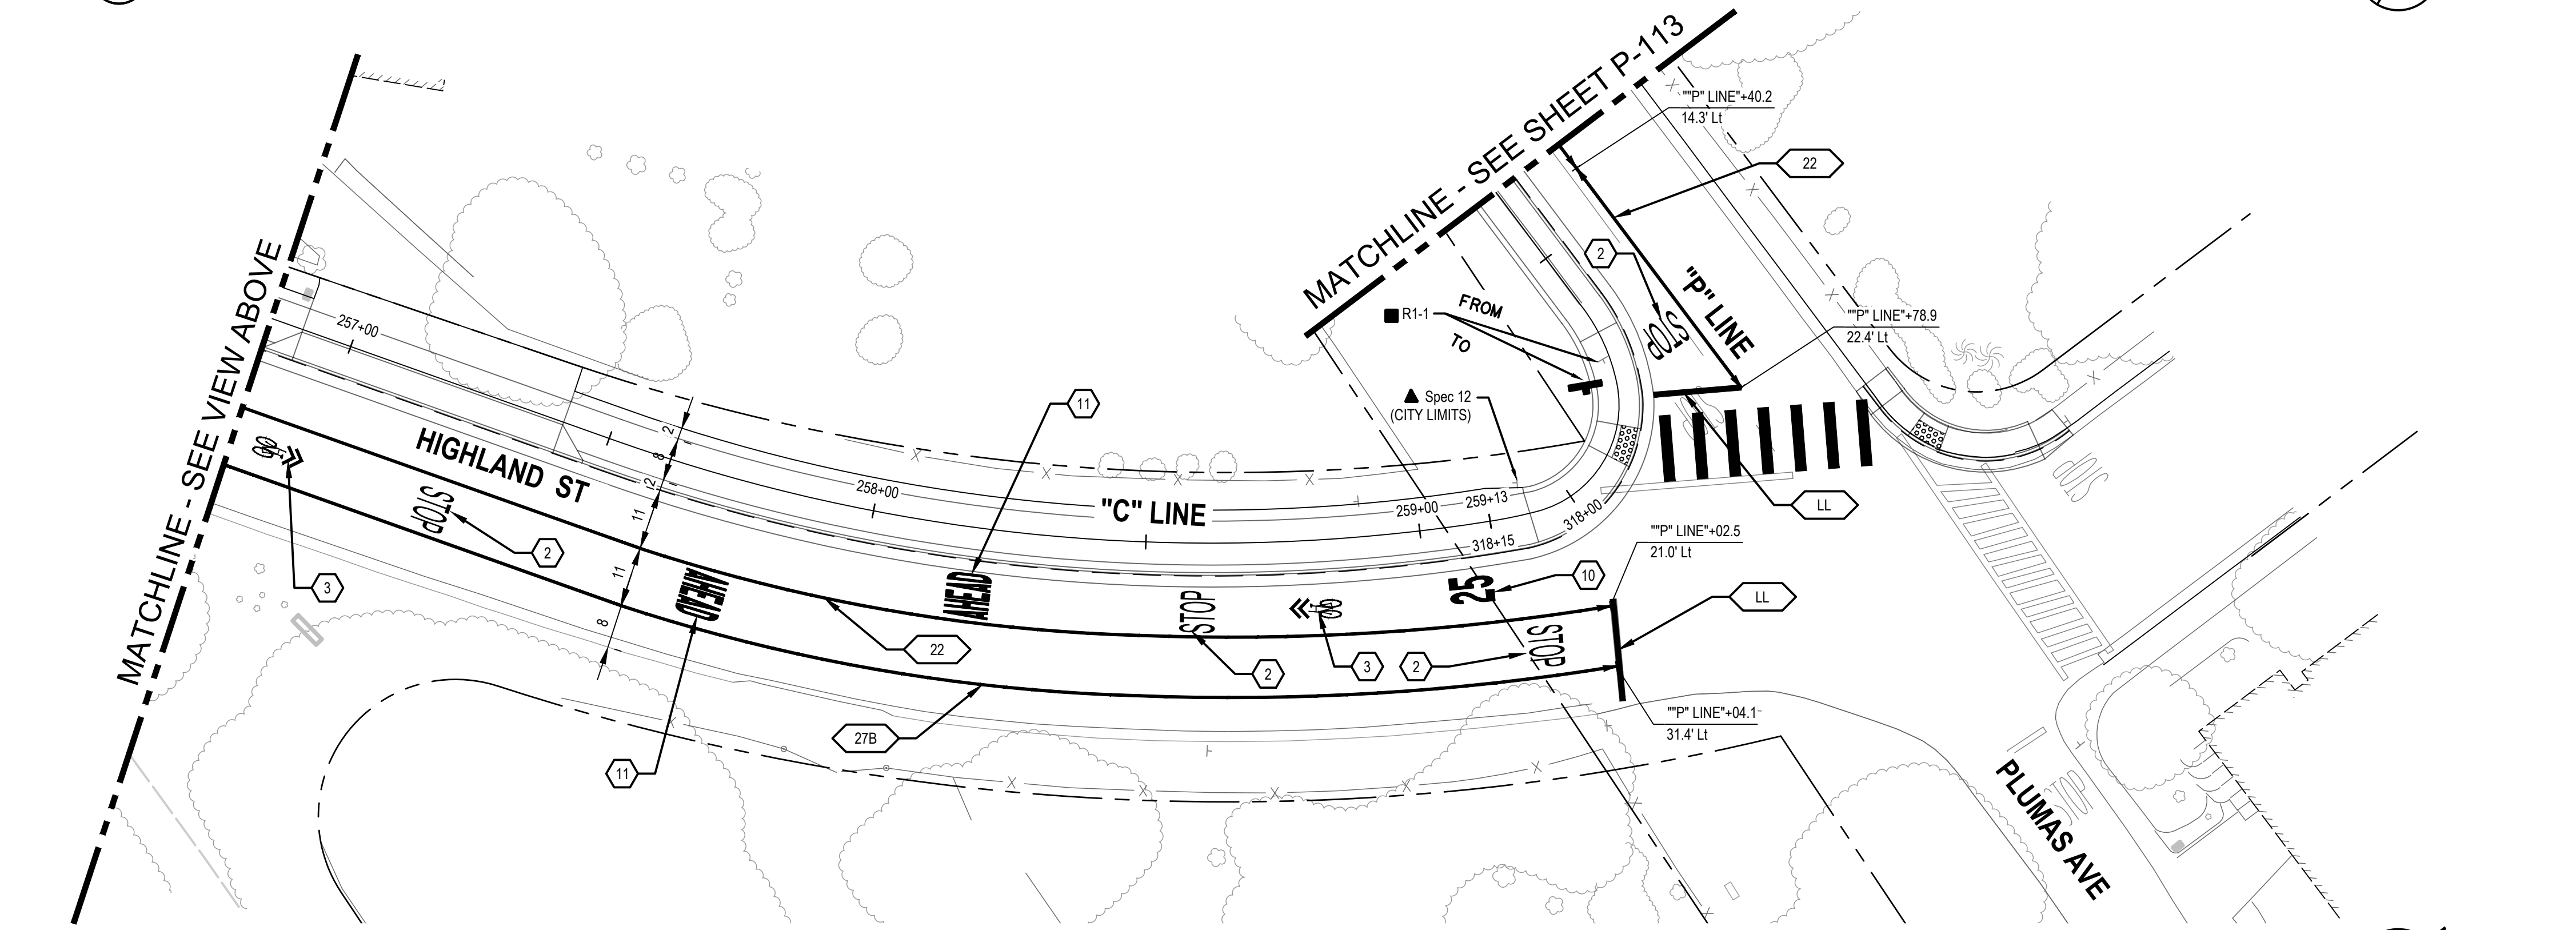 MATCHLINE - SEE VIEW ABOVE
MATCHLINE - SEE SHEET P-113
""P" LINE"+40.2
14.3' Lt
22
2
STOP
"P" LINE
FROM
TO
R1-1
""P" LINE"+78.9
22.4' Lt
Spec 12
(CITY LIMITS)
257+00
HIGHLAND ST
2
8
2
11
11
8
11
258+00
"C" LINE
259+00
259+13
318+00
318+15
LL
STOP
STOP
2
3
AHEAD
AHEAD
STOP
25
10
""P" LINE"+02.5
21.0' Lt
LL
STOP
22
2
3
2
27B
11
""P" LINE"+04.1
31.4' Lt
STOP
PLUMAS AVE